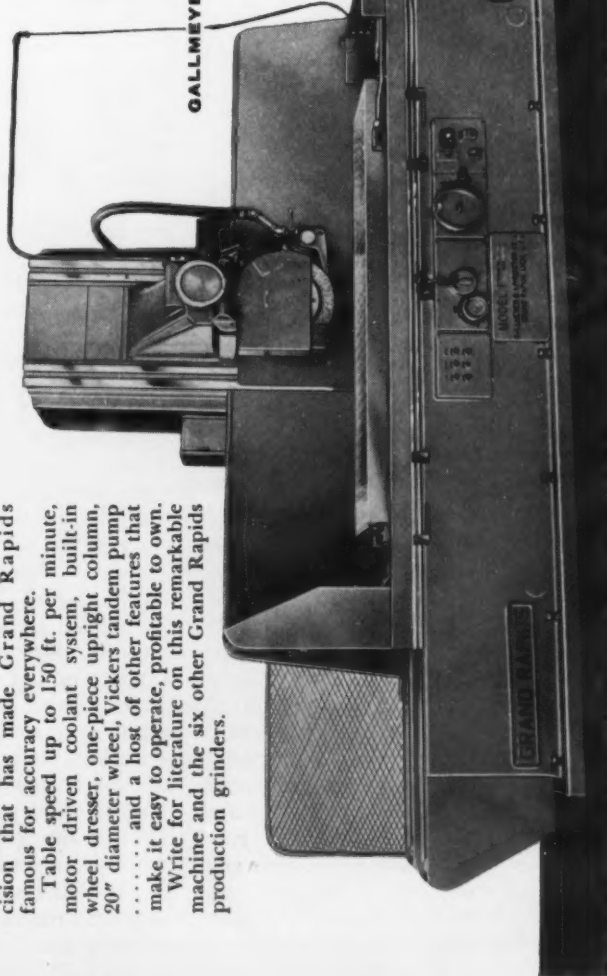 cision that has made Grand Rapids
famous for accuracy everywhere.
Table speed up to 150 ft. per minute,
motor driven coolant system, built-in
wheel dresser, one-piece upright column,
20" diameter wheel, Vickers tandem pump
....... and a host of other features that
make it easy to operate, profitable to own.
Write for literature on this remarkable
machine and the six other Grand Rapids
production grinders.
GALLMEYE
GRAND RAPIDS
MODEL